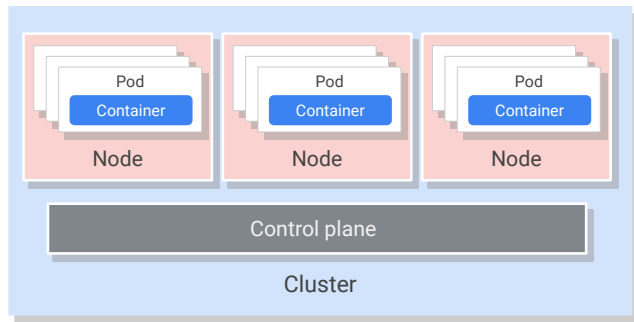 Pod
Container
Node
Pod
Container
Node
Pod
Container
Node
Control plane
Cluster